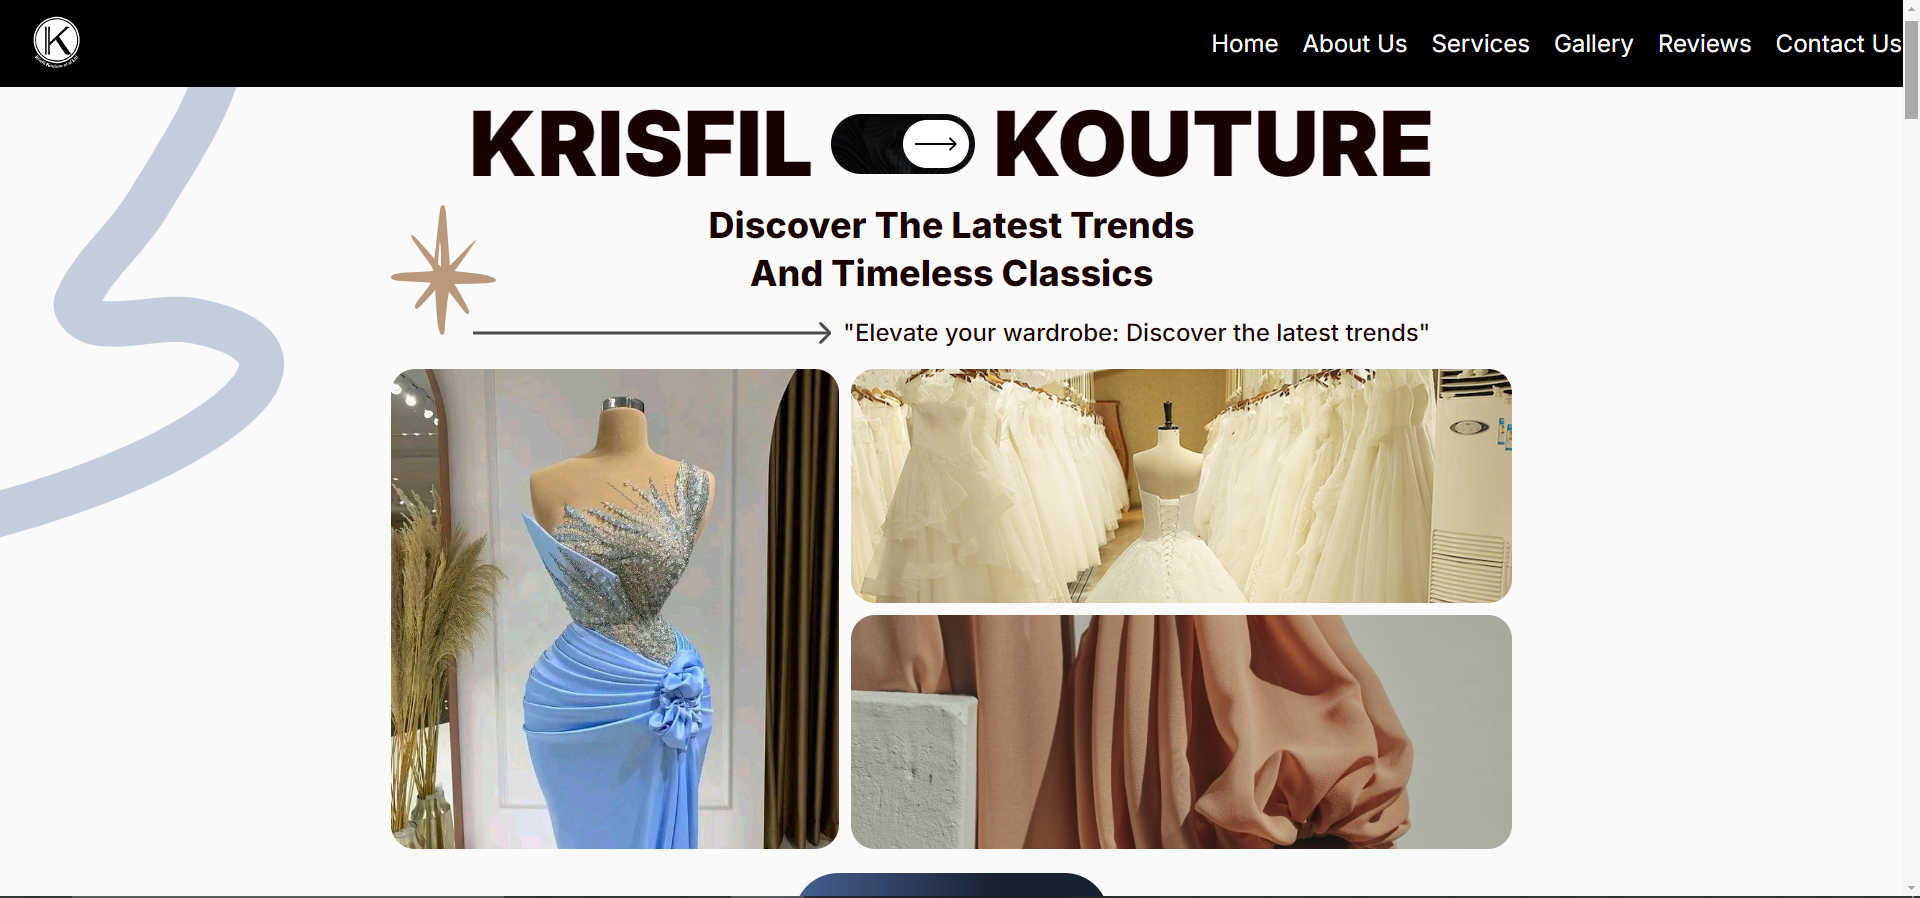 K
Home About Us Services Gallery Reviews Contact Us
KRISFIL KOUTURE
Discover The Latest Trends
And Timeless Classics
"Elevate your wardrobe: Discover the latest trends"